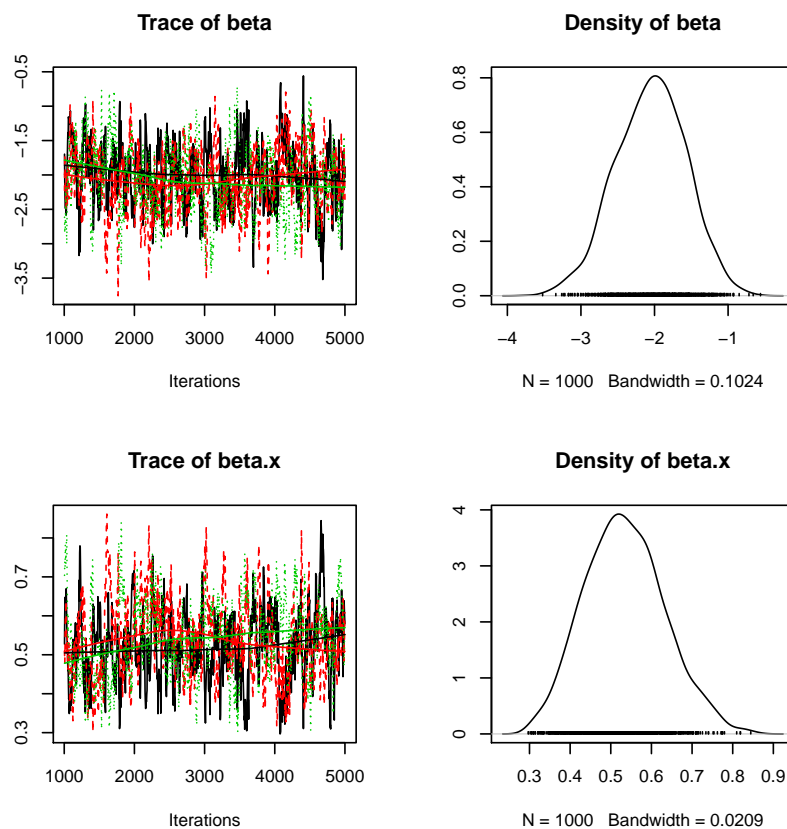 Trace of beta
-0.5
-1.5
-2.5
-3.5
1000 2000 3000 4000 5000
Iterations
Density of beta
0.8
0.6
0.4
0.2
0.0
-4 -3 -2 -1
N = 1000 Bandwidth = 0.1024
Trace of beta.x
0.7
0.5
0.3
1000 2000 3000 4000 5000
Iterations
Density of beta.x
4
3
2
1
0
0.3 0.4 0.5 0.6 0.7 0.8 0.9
N = 1000 Bandwidth = 0.0209